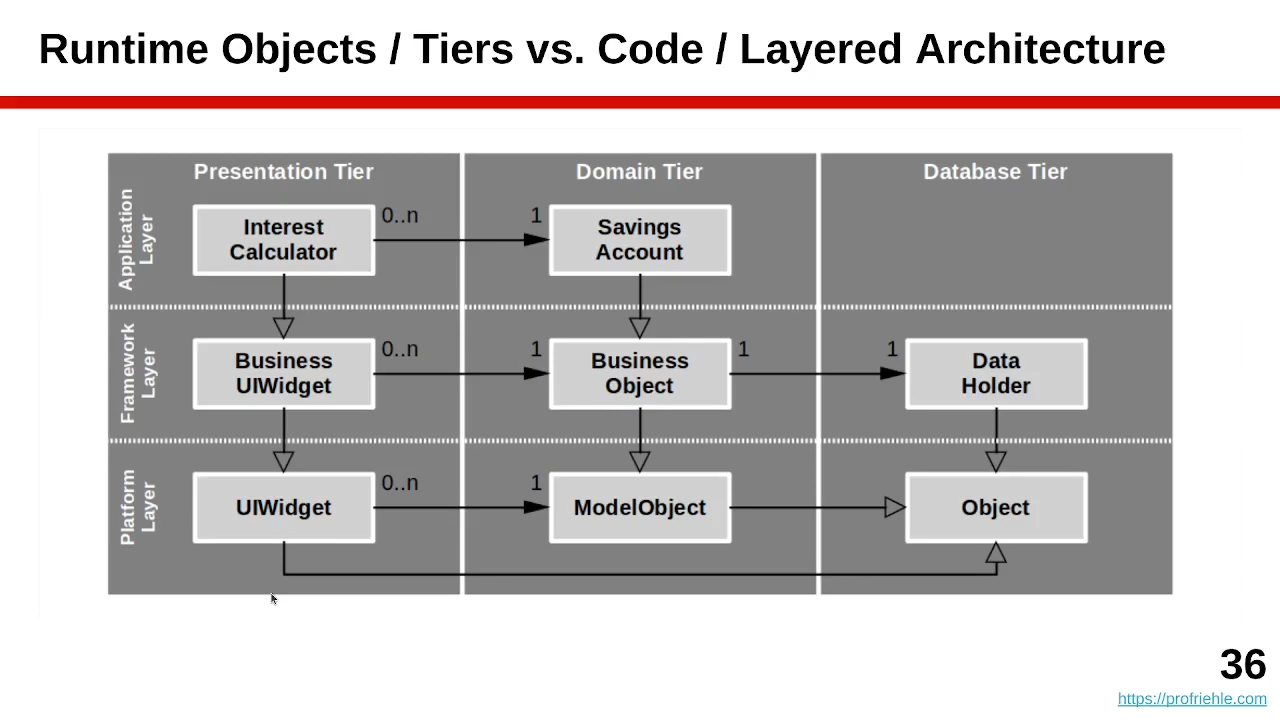 Runtime Objects / Tiers vs. Code / Layered Architecture
Presentation Tier
Domain Tier
Database Tier
Application
Layer
Interest
Calculator
0..n
1
Savings
Account
Framework
Layer
Business
UIWidget
0..n
1
Business
Object
1
1
Data
Holder
Platform
Layer
UIWidget
0..n
1
ModelObject
Object
36
https://profriehle.com